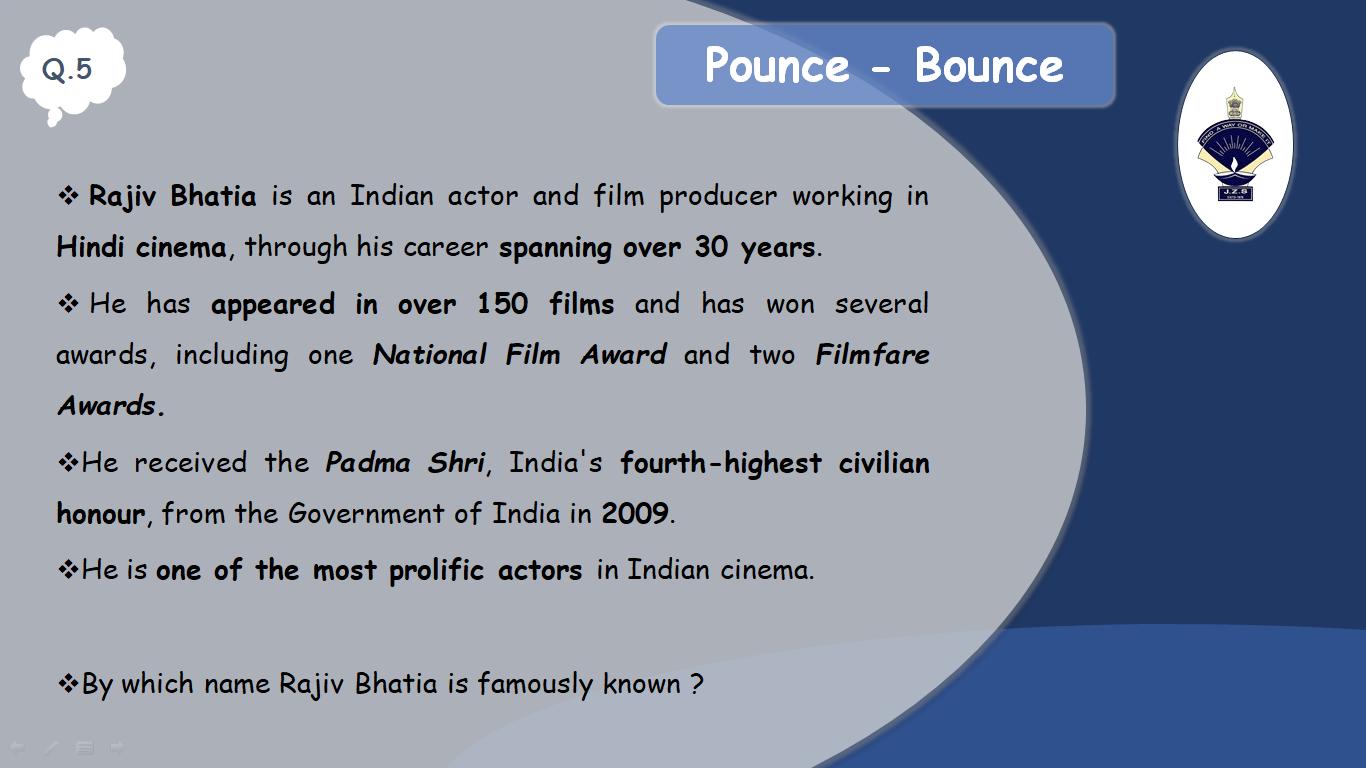 Q.5
Pounce - Bounce
FIND A WAY OR MAKE IT
J.Z.S
❖ Rajiv Bhatia is an Indian actor and film producer working in
Hindi cinema, through his career spanning over 30 years.
❖ He has appeared in over 150 films and has won several
awards, including one National Film Award and two Filmfare
Awards.
❖He received the Padma Shri, India's fourth-highest civilian
honour, from the Government of India in 2009.
❖He is one of the most prolific actors in Indian cinema.
❖By which name Rajiv Bhatia is famously known ?